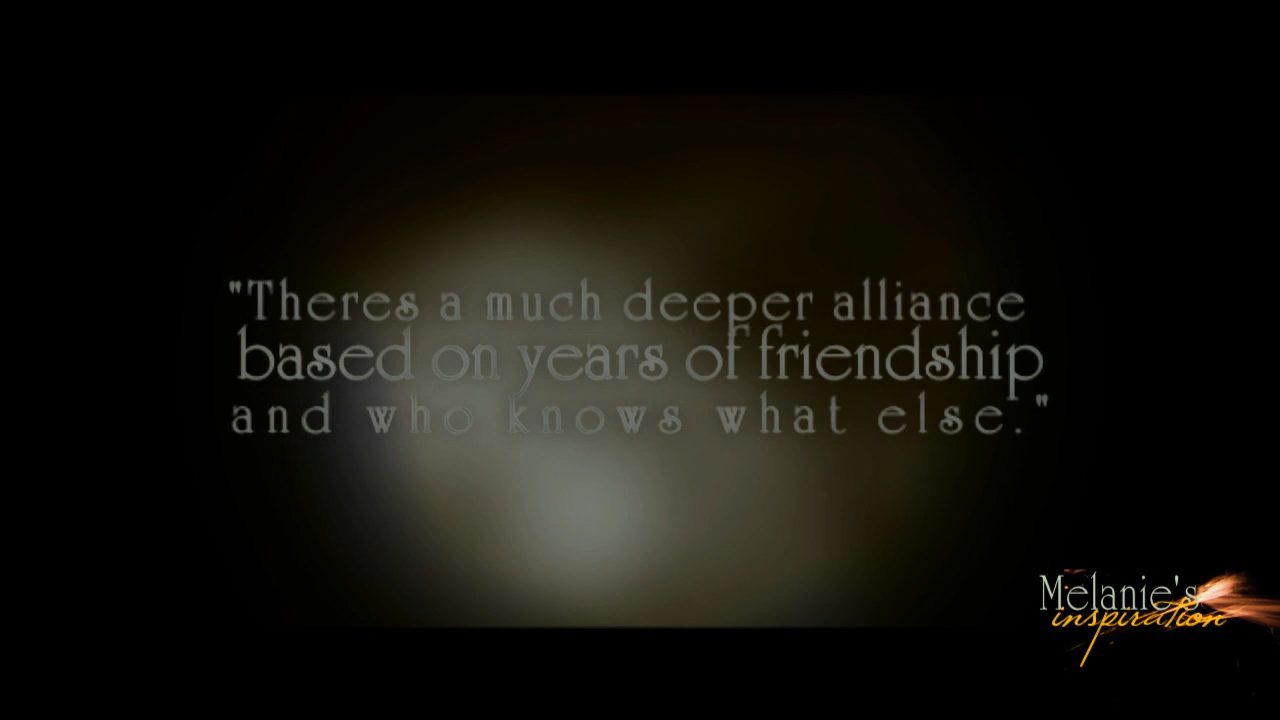 "Theres a much deeper alliance
based on years of friendship
and who knows what else."
Melanie's
inspiration